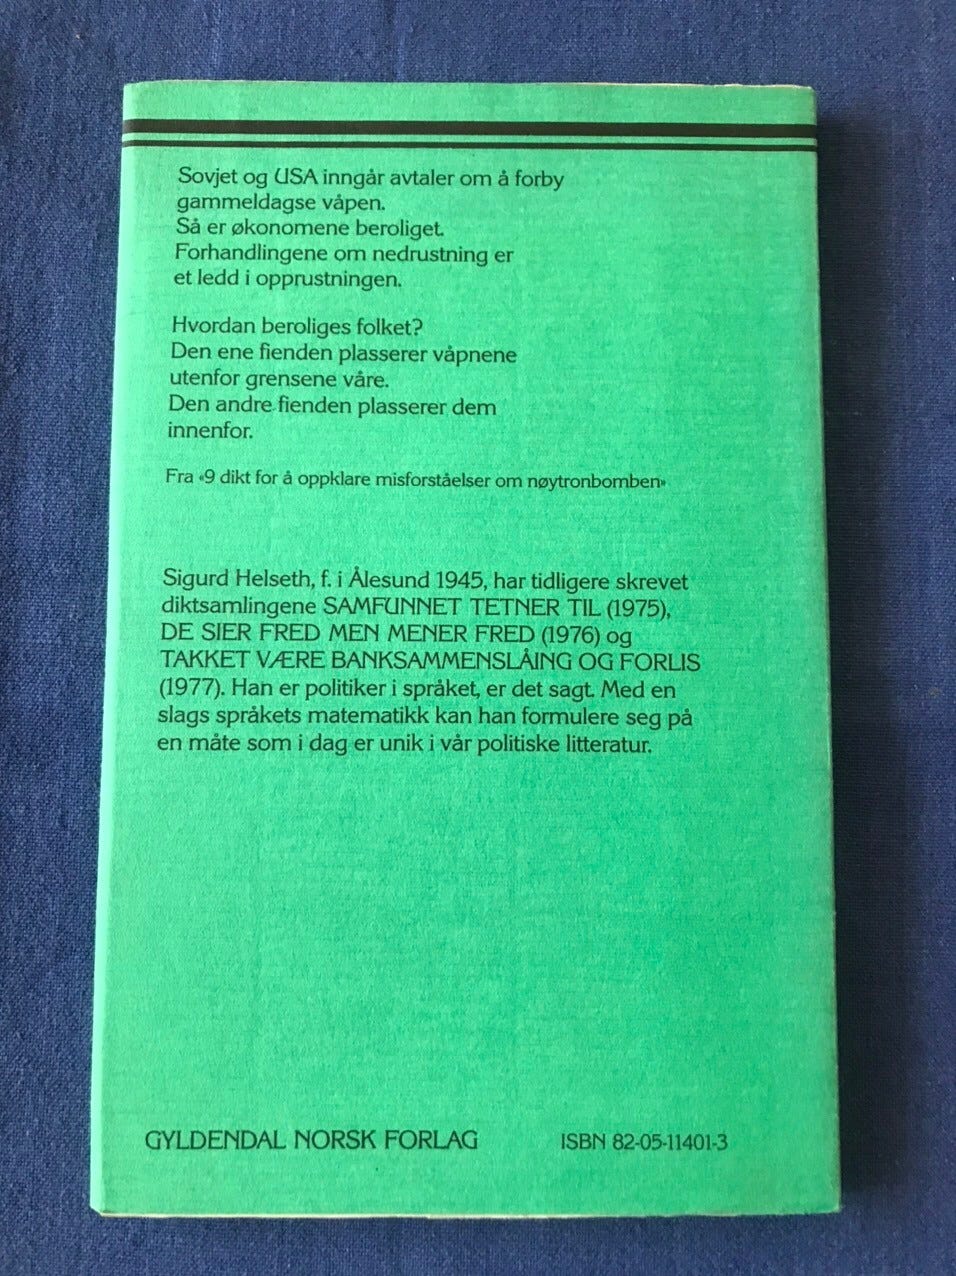 Sovjet og USA inngår avtaler om å forby
gammeldagse våpen.
Så er økonomene beroliget.
Forhandlingene om nedrustning er
et ledd i opprustningen.
Hvordan beroliges folket?
Den ene fienden plasserer våpnene
utenfor grensene våre.
Den andre fienden plasserer dem
innenfor.
Fra «9 dikt for å oppklare misforståelser om nøytronbomben»
Sigurd Helseth, f. i Ålesund 1945, har tidligere skrevet
diktsamlingene SAMFUNNET TETNER TIL (1975),
DE SIER FRED MEN MENER FRED (1976) og
TAKKET VÆRE BANKSAMMENSLÅING OG FORLIS
(1977). Han er politiker i språket, er det sagt. Med en
slags språkets matematikk kan han formulere seg på
en måte som i dag er unik i vår politiske litteratur.
GYLDENDAL NORSK FORLAG ISBN 82-05-11401-3